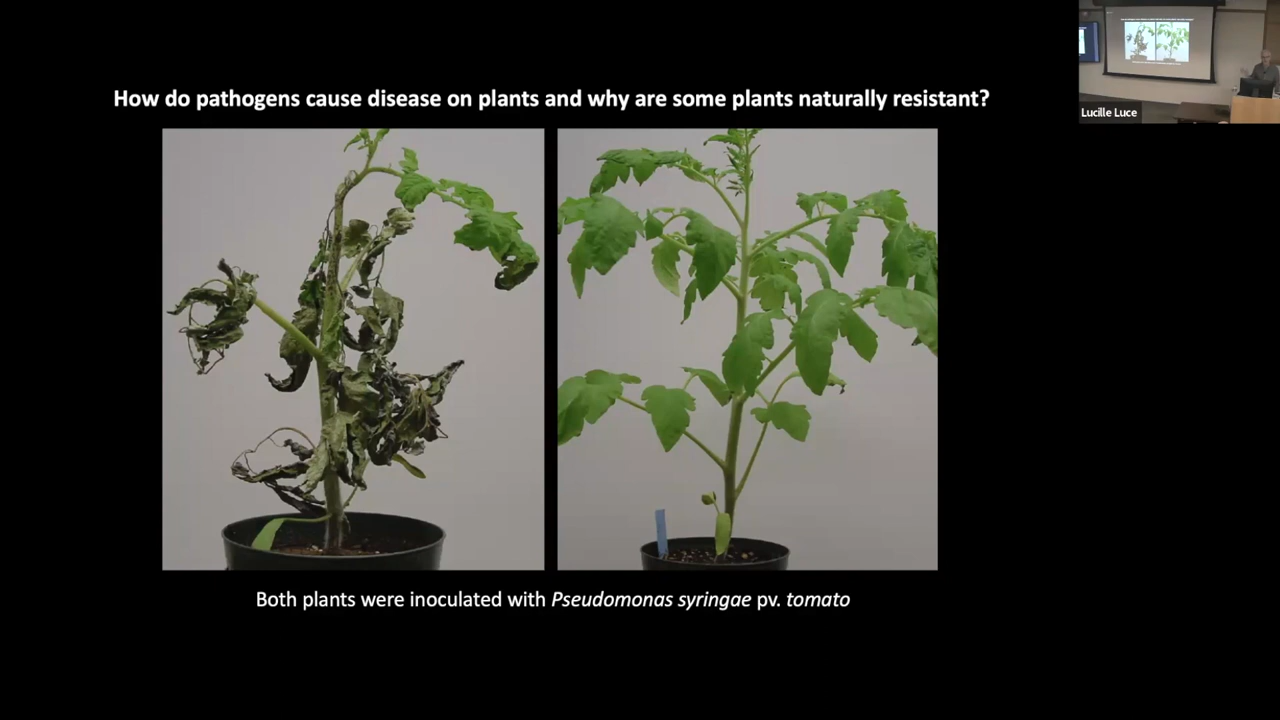 How do pathogens cause disease on plants and why are some plants naturally resistant?
Lucille Luce
Both plants were inoculated with Pseudomonas syringae pv. tomato